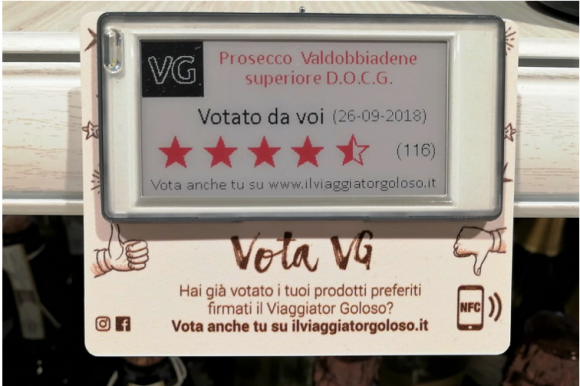 VG
Prosecco Valdobbiadene
superiore D.O.C.G.
Votato da voi (26-09-2018)
(116)
Vota anche tu su www.ilviaggiatorgoloso.it
Vota VG
Hai già votato i tuoi prodotti preferiti
firmati il Viaggiator Goloso?
Vota anche tu su ilviaggiatorgoloso.it
NFC